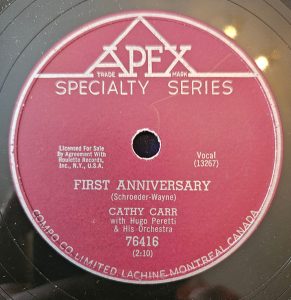 APEX
TRADE MARK
SPECIALTY SERIES
Licensed For Sale
By Agreement With
Roulette Records,
Inc., N.Y., U.S.A.
Vocal
(13267)
FIRST ANNIVERSARY
(Schroeder-Wayne)
CATHY CARR
with Hugo Peretti
& His Orchestra
76416
(2:10)
COMPO CO. LIMITED, LACHINE, MONTREAL, CANADA